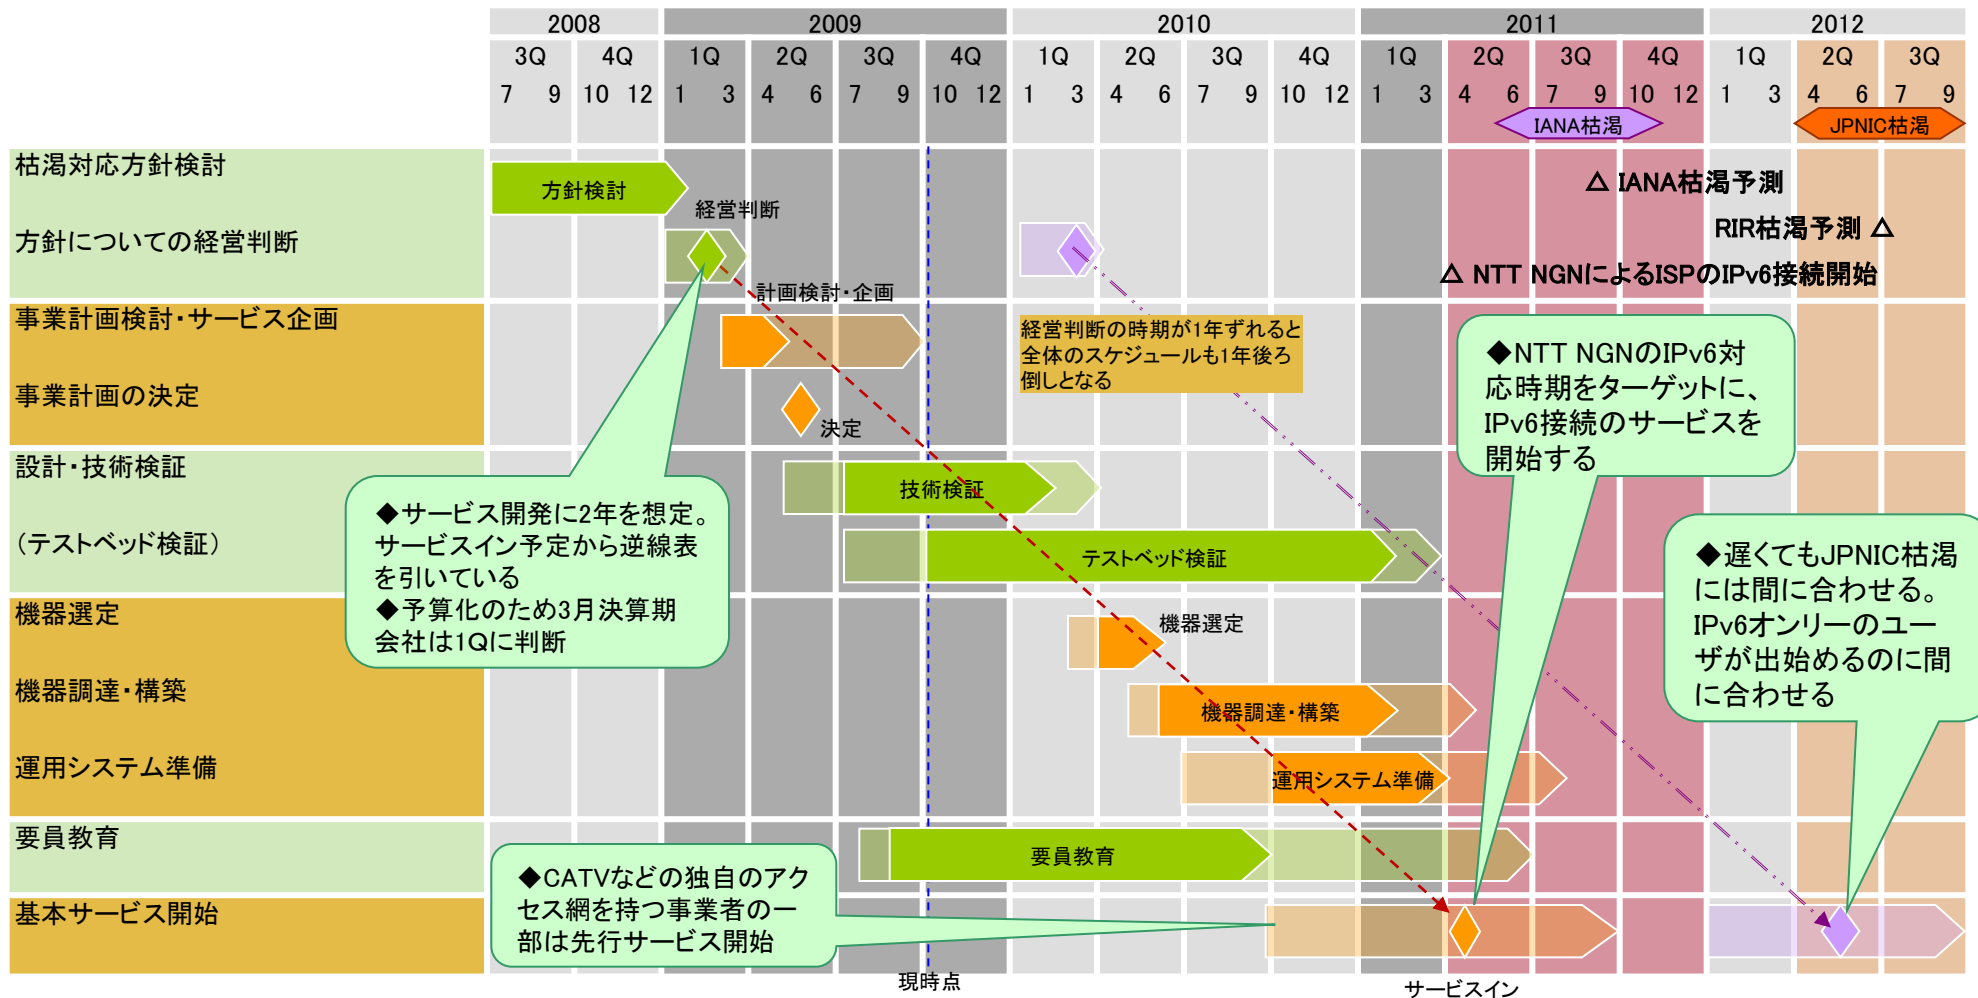 2008 2009 2010 2011 2012
3Q 4Q 1Q 2Q 3Q 4Q 1Q 2Q 3Q 4Q 1Q 2Q 3Q 4Q 1Q 2Q 3Q
7 9 10 12 1 3 4 6 7 9 10 12 1 3 4 6 7 9 10 12 1 3 4 6 7 9 10 12 1 3 4 6 7 9
IANA枯渇 JPNIC枯渇
枯渇対応方針検討
方針検討
△ IANA枯渇予測
経営判断
方針についての経営判断
RIR枯渇予測 △
△ NTT NGNによるISPのIPv6接続開始
計画検討・企画
事業計画検討・サービス企画
経営判断の時期が1年ずれると
全体のスケジュールも1年後ろ
倒しとなる
◆NTT NGNのIPv6対
応時期をターゲットに、
IPv6接続のサービスを
開始する
事業計画の決定
決定
設計・技術検証
技術検証
◆サービス開発に2年を想定。
サービスイン予定から逆線表
を引いている
◆予算化のため3月決算期
会社は1Qに判断
（テストベッド検証）
テストベッド検証
◆遅くてもJPNIC枯渇
には間に合わせる。
IPv6オンリーのユー
ザが出始めるのに間
に合わせる
機器選定
機器選定
機器調達・構築
機器調達・構築
運用システム準備
運用システム準備
要員教育
要員教育
◆CATVなどの独自のアク
セス網を持つ事業者の一
部は先行サービス開始
基本サービス開始
現時点
サービスイン